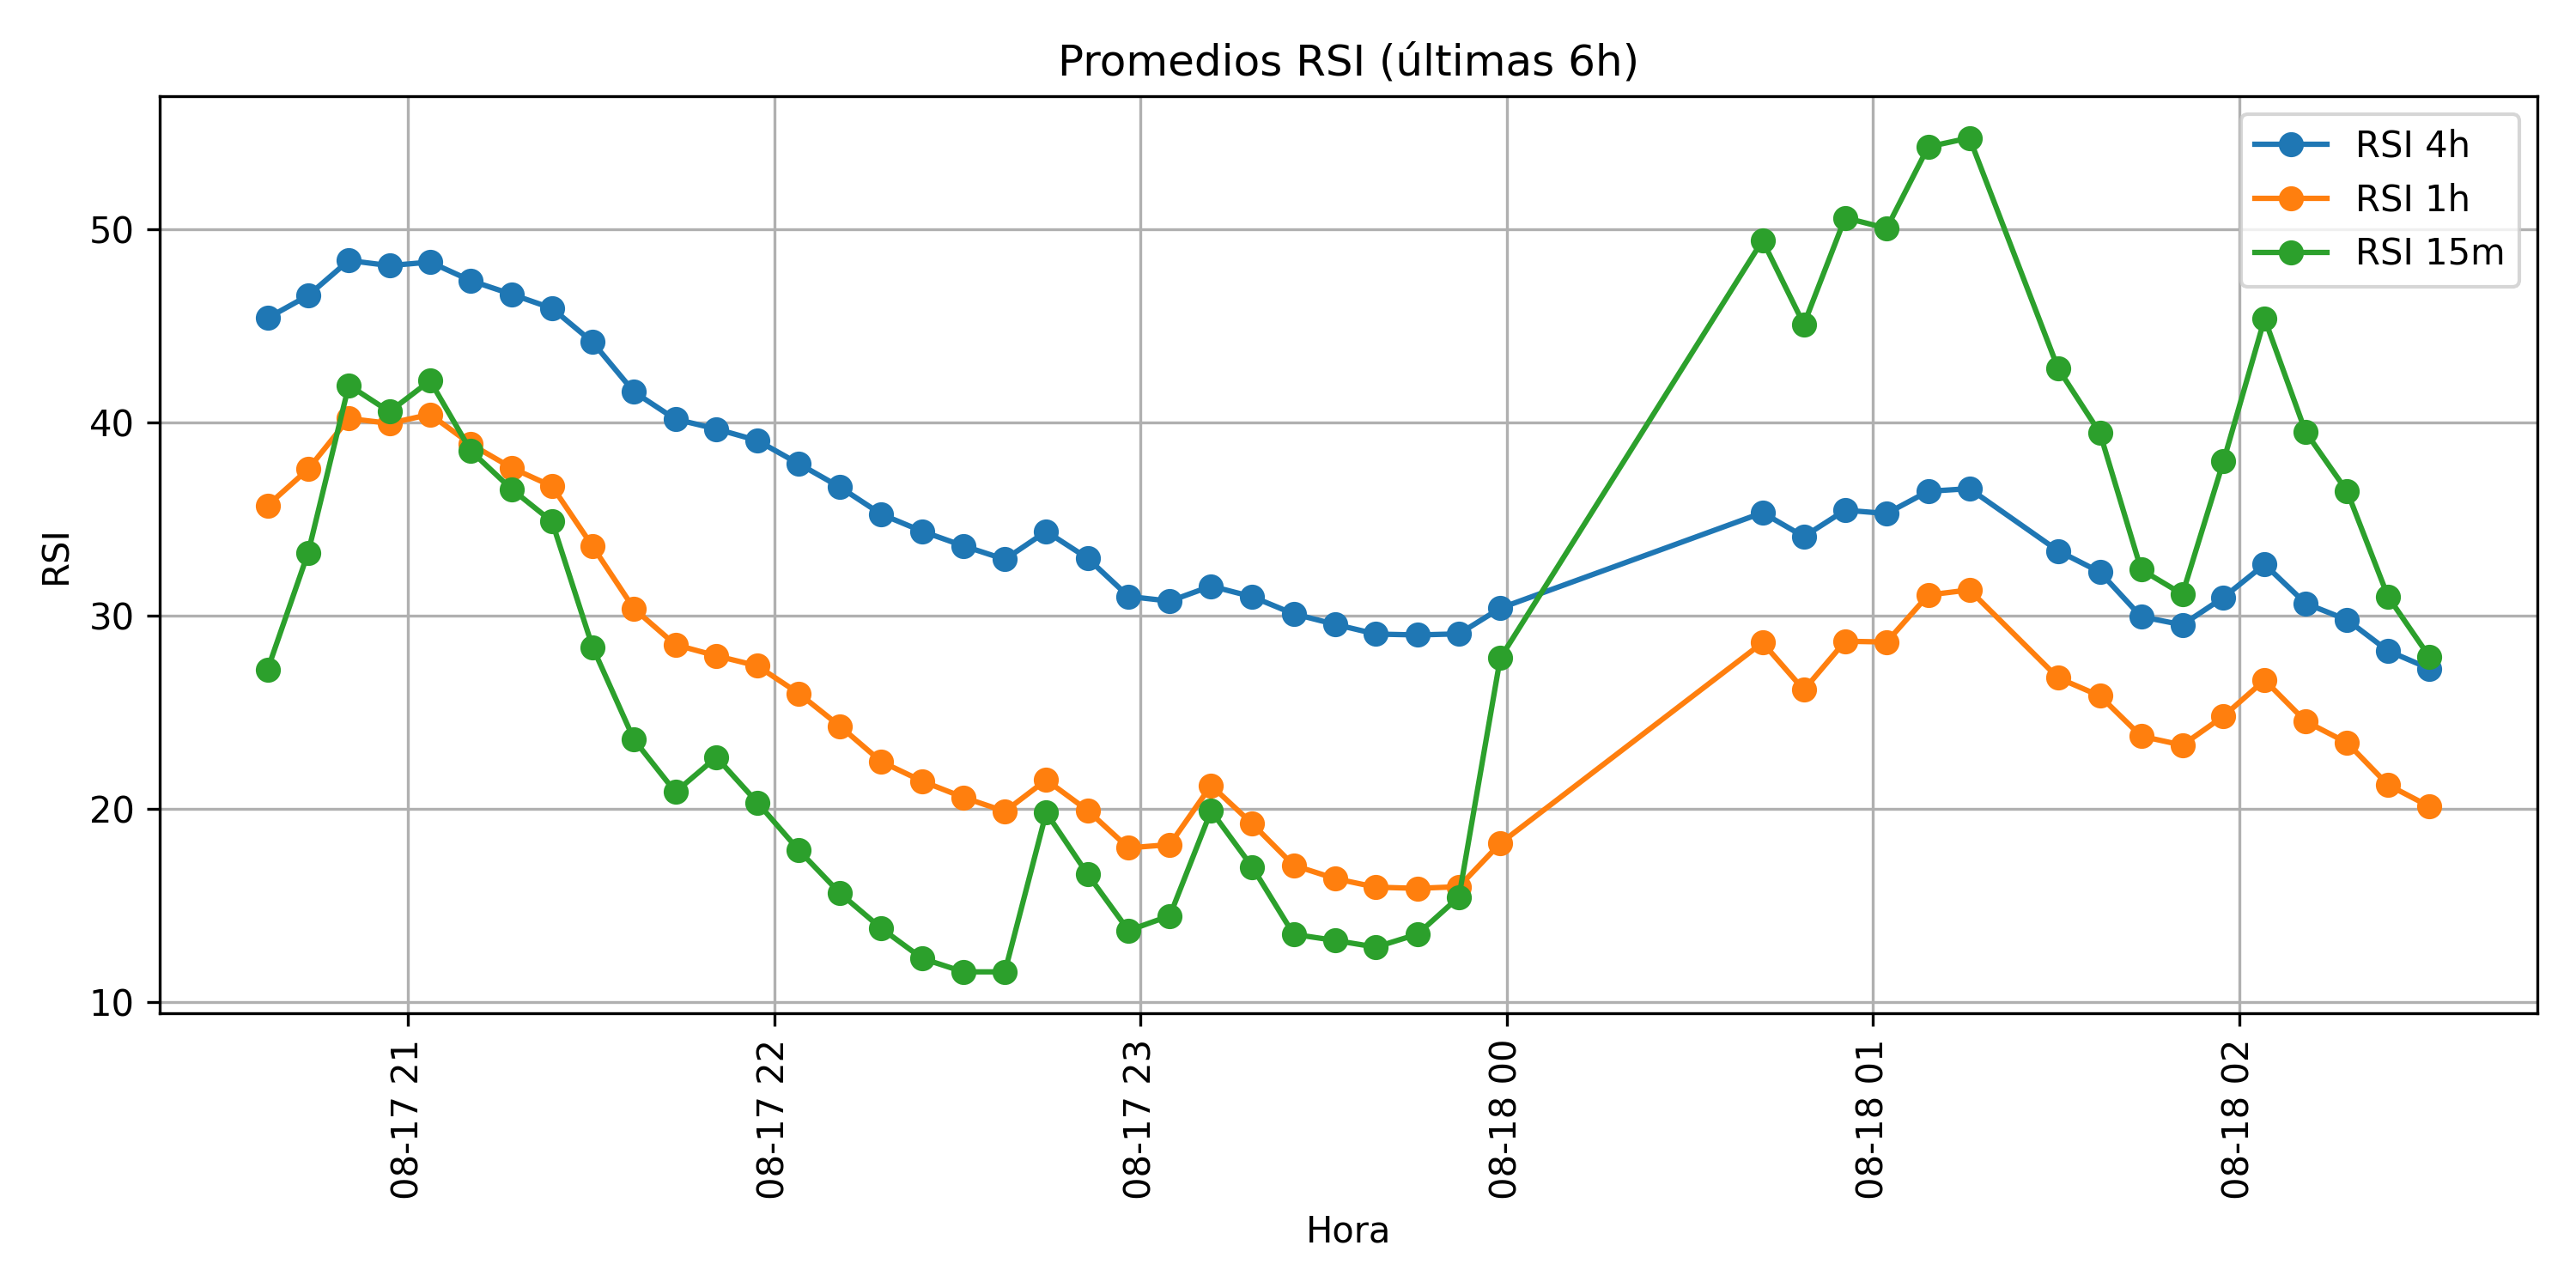 Promedios RSI (últimas 6h)
RSI 4h
RSI 1h
RSI 15m
RSI
50
40
30
20
10
08-17 21
08-17 22
08-17 23
08-18 00
08-18 01
08-18 02
Hora